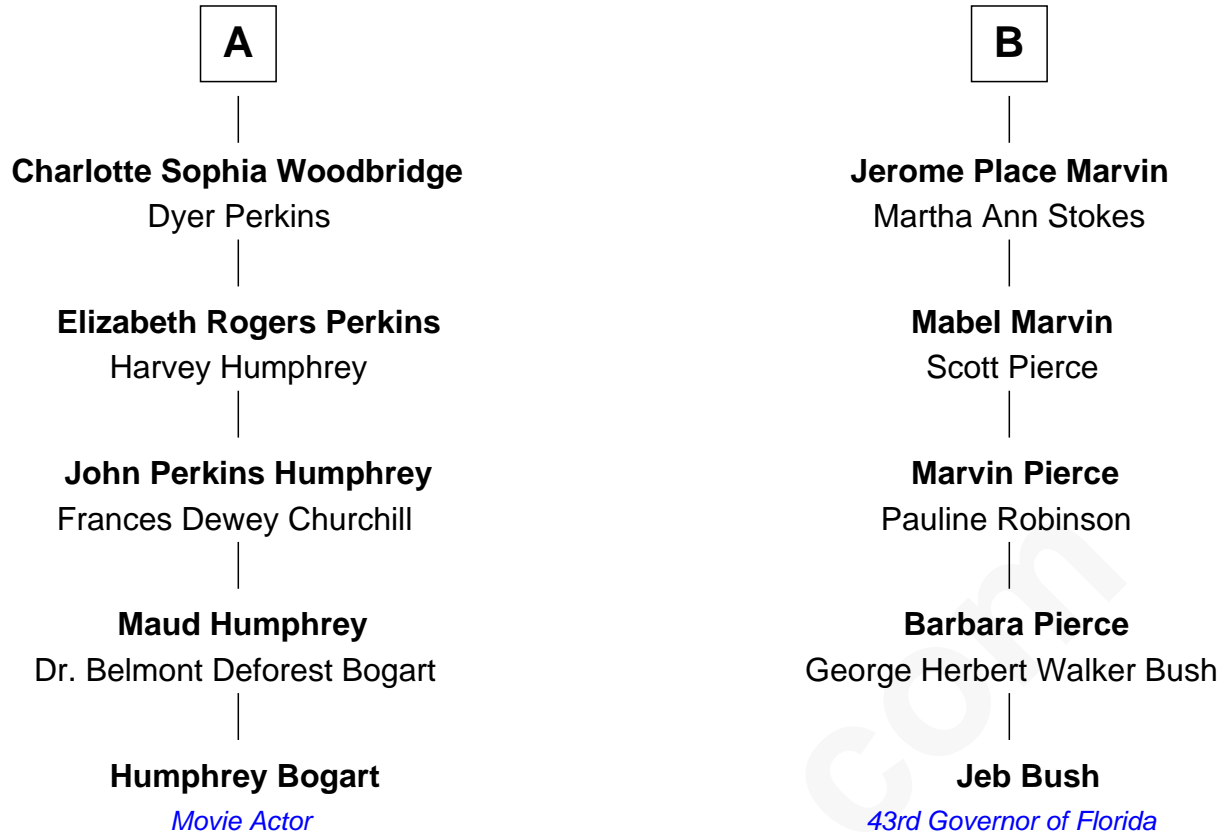 A
Charlotte Sophia Woodbridge
Dyer Perkins
Elizabeth Rogers Perkins
Harvey Humphrey
John Perkins Humphrey
Frances Dewey Churchill
Maud Humphrey
Dr. Belmont Deforest Bogart
Humphrey Bogart
Movie Actor
B
Jerome Place Marvin
Martha Ann Stokes
Mabel Marvin
Scott Pierce
Marvin Pierce
Pauline Robinson
Barbara Pierce
George Herbert Walker Bush
Jeb Bush
43rd Governor of Florida
com